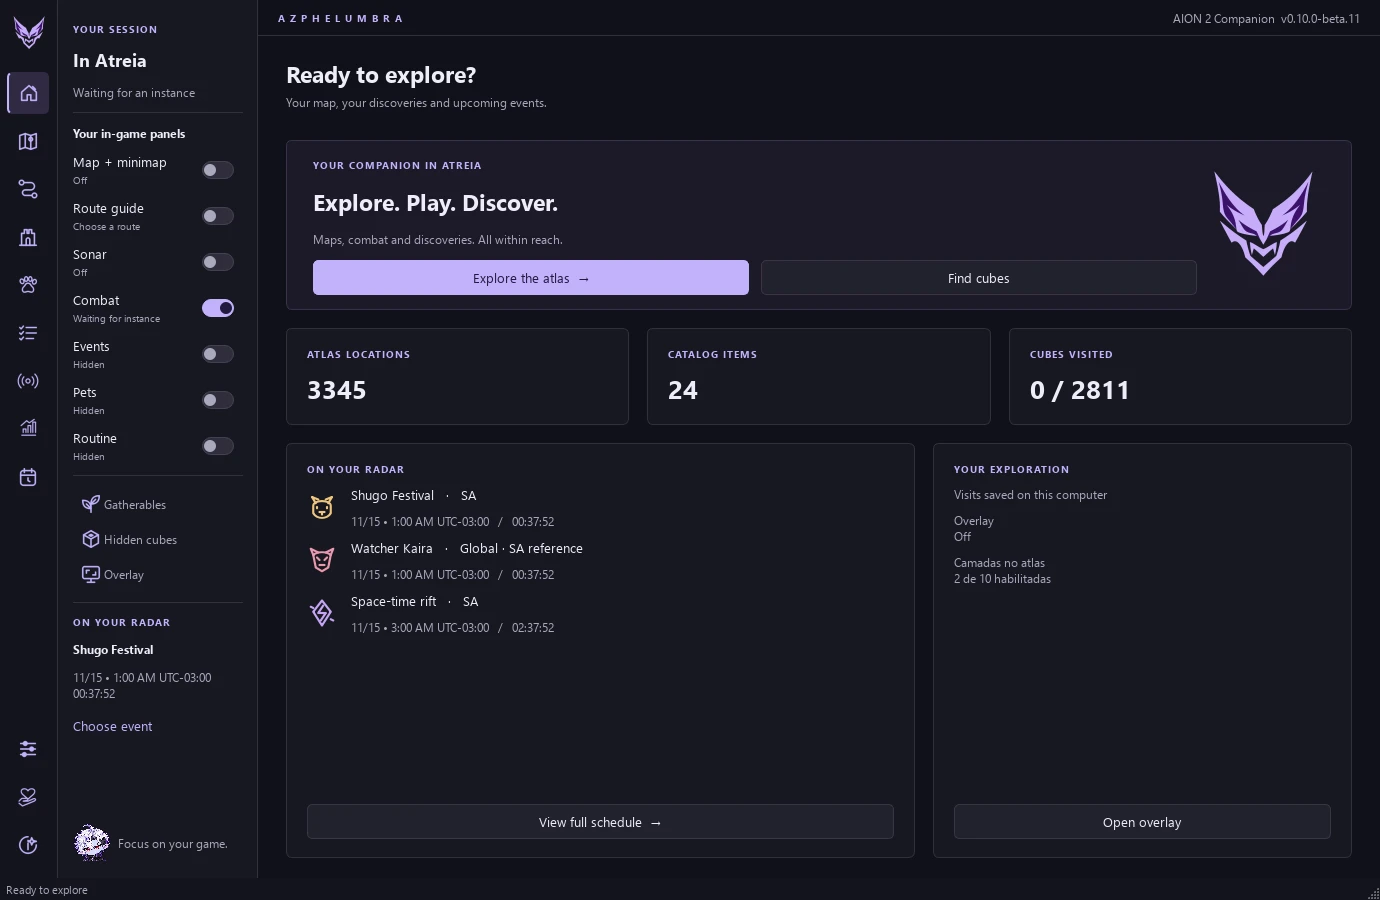 AZPHELUMBRA
AION 2 Companion v0.10.0-beta.11
YOUR SESSION
In Atreia
Waiting for an instance
Your in-game panels
Map + minimap
Off
Route guide
Choose a route
Sonar
Off
Combat
Waiting for instance
Events
Hidden
Pets
Hidden
Routine
Hidden
Gatherables
Hidden cubes
Overlay
ON YOUR RADAR
Shugo Festival
11/15 • 1:00 AM UTC-03:00
00:37:52
Choose event
Focus on your game.
Ready to explore?
Your map, your discoveries and upcoming events.
YOUR COMPANION IN ATREIA
Explore. Play. Discover.
Maps, combat and discoveries. All within reach.
Explore the atlas →
Find cubes
ATLAS LOCATIONS
3345
CATALOG ITEMS
24
CUBES VISITED
0 / 2811
ON YOUR RADAR
Shugo Festival · SA
11/15 • 1:00 AM UTC-03:00 / 00:37:52
Watcher Kaira · Global · SA reference
11/15 • 1:00 AM UTC-03:00 / 00:37:52
Space-time rift · SA
11/15 • 3:00 AM UTC-03:00 / 02:37:52
View full schedule →
YOUR EXPLORATION
Visits saved on this computer
Overlay
Off
Camadas no atlas
2 de 10 habilitadas
Open overlay
Ready to explore